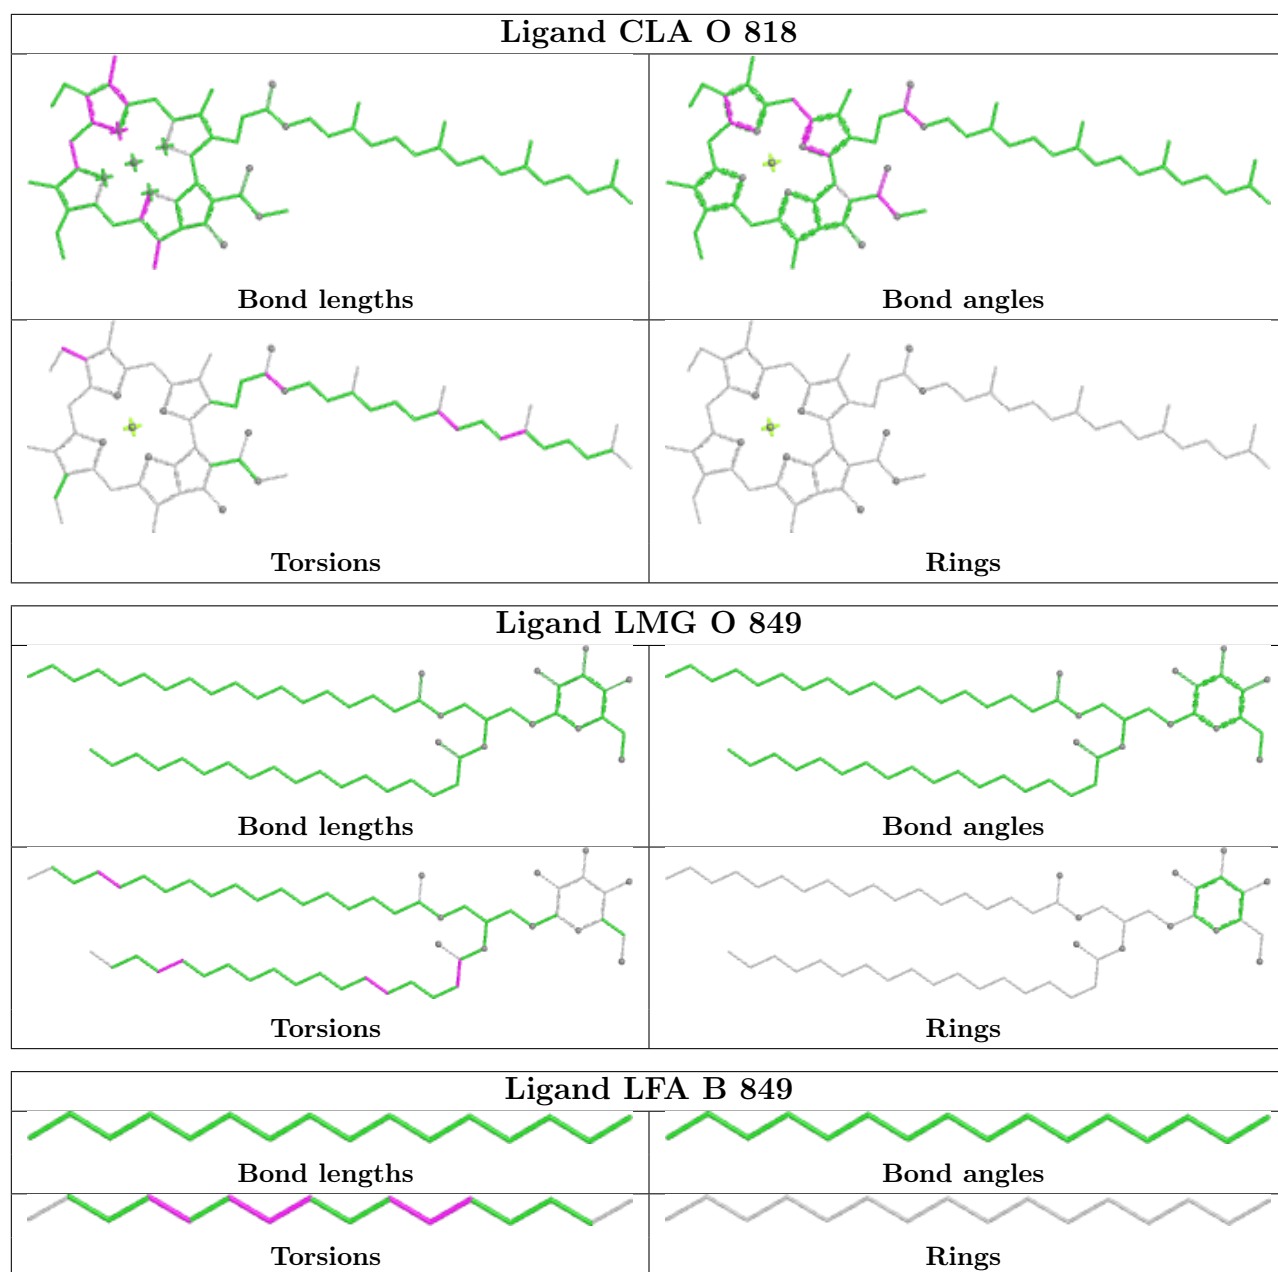 Ligand CLA O 818
Bond lengths
Bond angles
Torsions
Rings
Ligand LMG O 849
Bond lengths
Bond angles
Torsions
Rings
Ligand LFA B 849
Bond lengths
Bond angles
Torsions
Rings